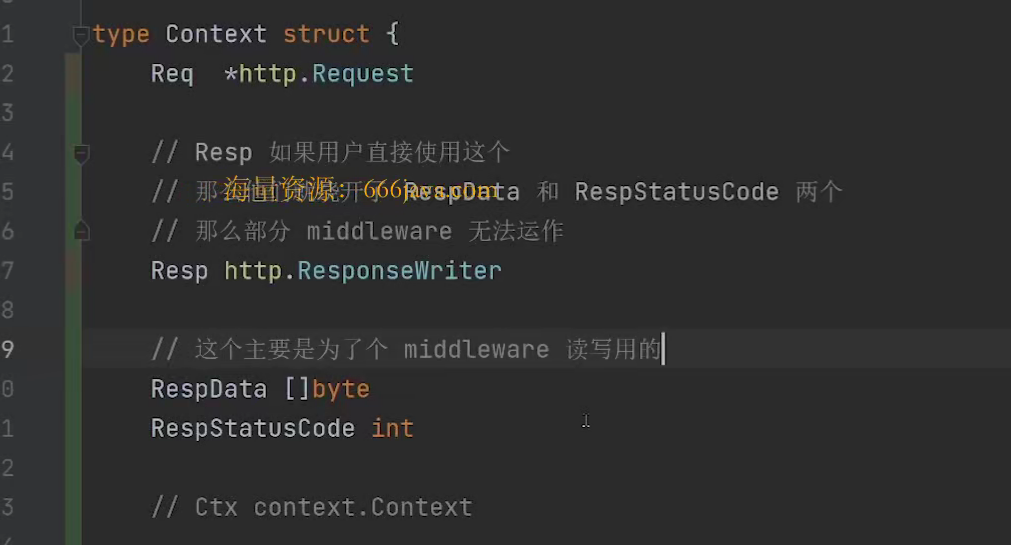 1 type Context struct {
2 Req *http.Request
3
4 // Resp 如果用户直接使用这个
5 // 那 RespData 和 RespStatusCode 两个
海量资源：666java.com
6 // 那么部分 middleware 无法运作
7 Resp http.ResponseWriter
8
9 // 这个主要是为了个 middleware 读写用的
0 RespData []byte
1 RespStatusCode int
2
3 // Ctx context.Context